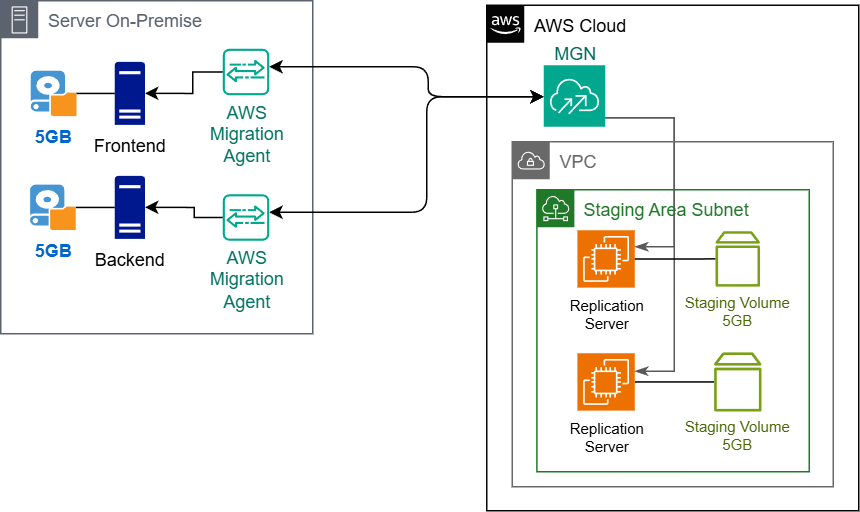 Server On-Premise
5GB
Frontend
AWS
Migration
Agent
5GB
Backend
AWS
Migration
Agent
aws
AWS Cloud
MGN
VPC
Staging Area Subnet
Replication
Server
Staging Volume
5GB
Replication
Server
Staging Volume
5GB